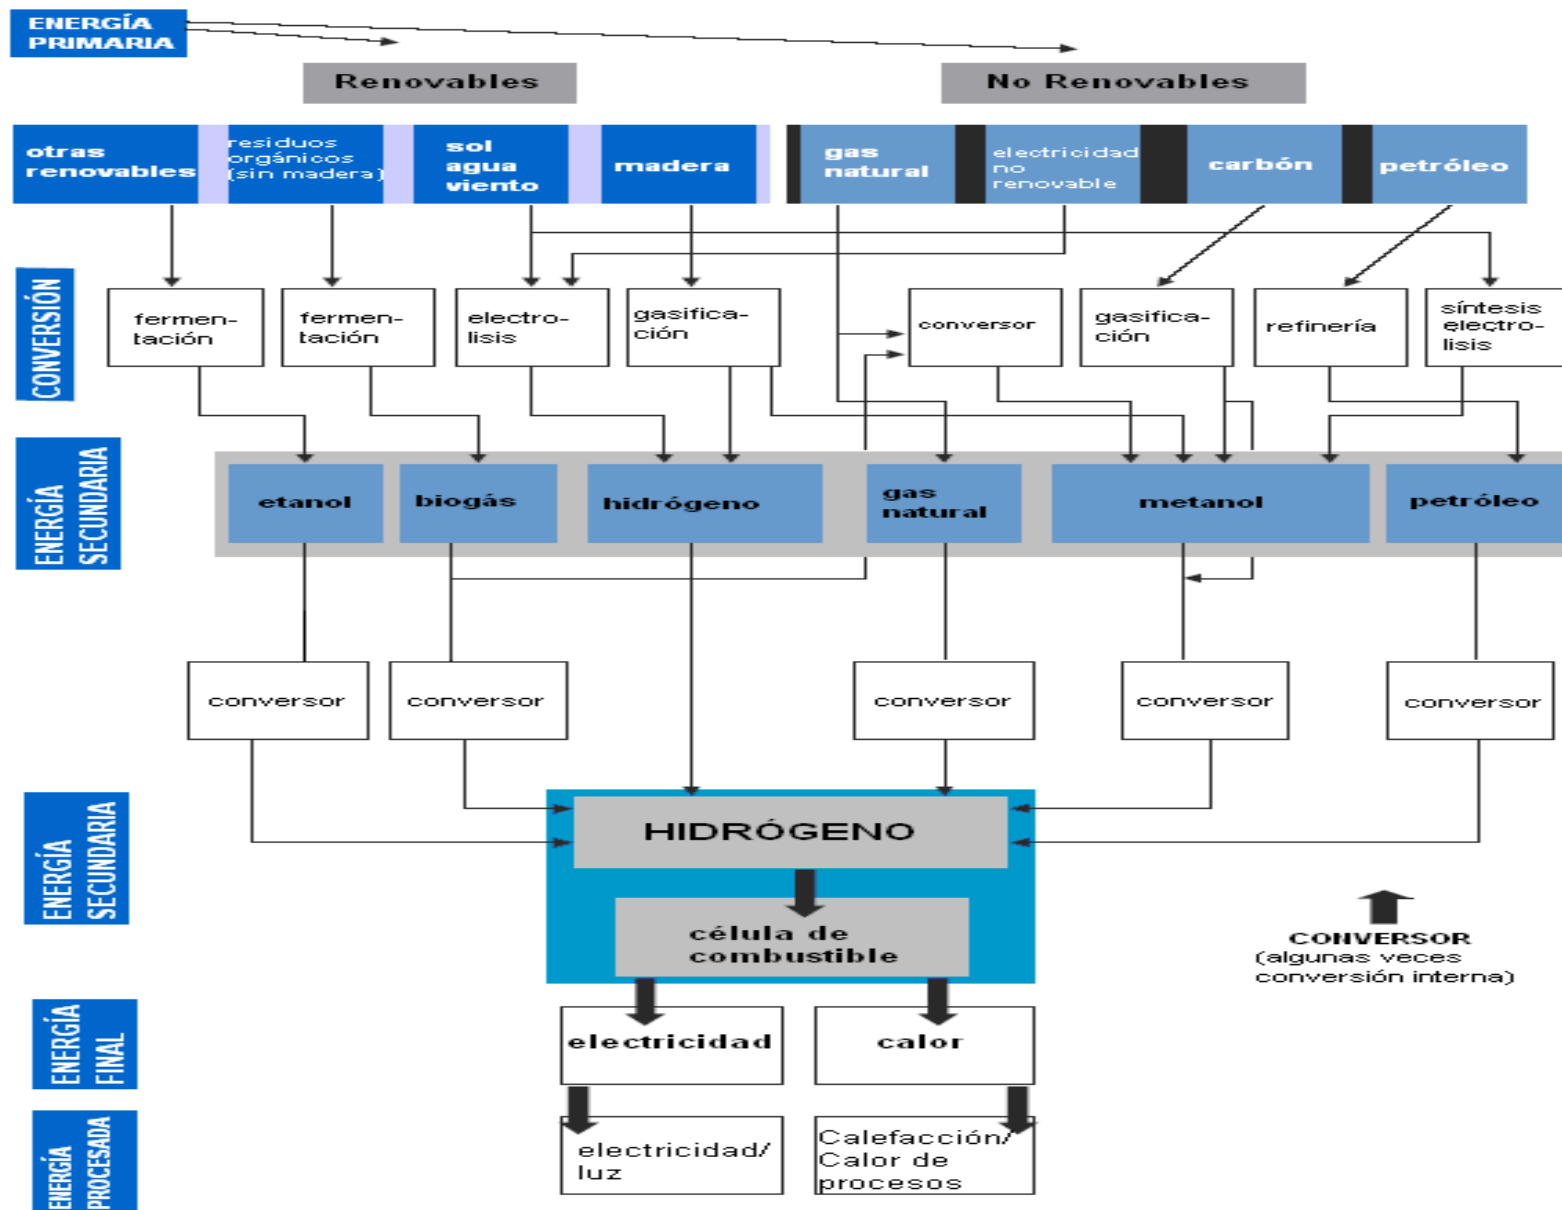 ENERGÍA
PRIMARIA
Renovables
No Renovables
otras
renovables
residuos
orgánicos
(sin madera)
sol
agua
viento
madera
gas
natural
electricidad
no
renovable
carbón
petróleo
CONVERSIÓN
fermen-
tación
fermen-
tación
electro-
lisis
gasifica-
ción
conversor
gasifica-
ción
refinería
síntesis
electro-
lisis
ENERGÍA
SECUNDARIA
etanol
biogás
hidrógeno
gas
natural
metanol
petróleo
conversor
conversor
conversor
conversor
conversor
ENERGÍA
SECUNDARIA
HIDRÓGENO
célula de
combustible
CONVERSOR
(algunas veces
conversión interna)
ENERGÍA
FINAL
electricidad
calor
ENERGÍA
PROCESADA
electricidad/
luz
Calefacción/
Calor de
procesos